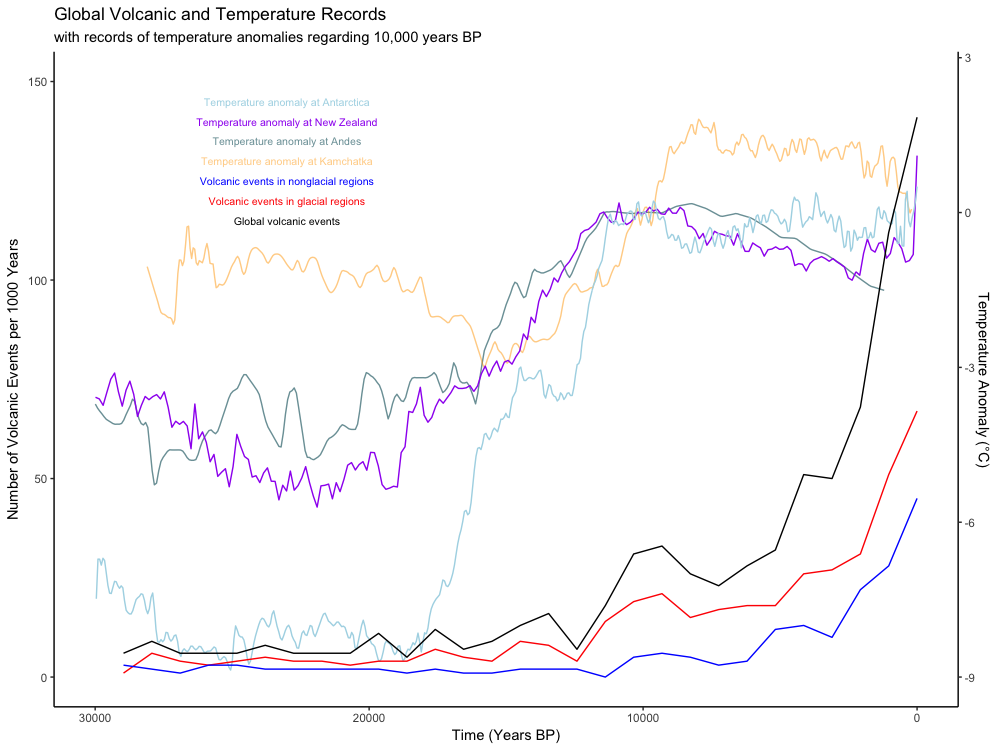 Global Volcanic and Temperature Records
with records of temperature anomalies regarding 10,000 years BP
Number of Volcanic Events per 1000 Years
150
100
50
0
Temperature anomaly at Antarctica
Temperature anomaly at New Zealand
Temperature anomaly at Andes
Temperature anomaly at Kamchatka
Volcanic events in nonglacial regions
Volcanic events in glacial regions
Global volcanic events
3
0
-3
-6
-9
Temperature Anomaly (°C)
30000
20000
10000
0
Time (Years BP)